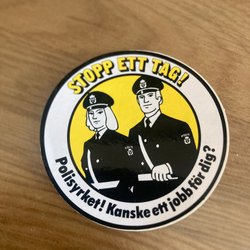 STOPP ETT TAG!
Polisyrket! Kanske ett jobb för dig?